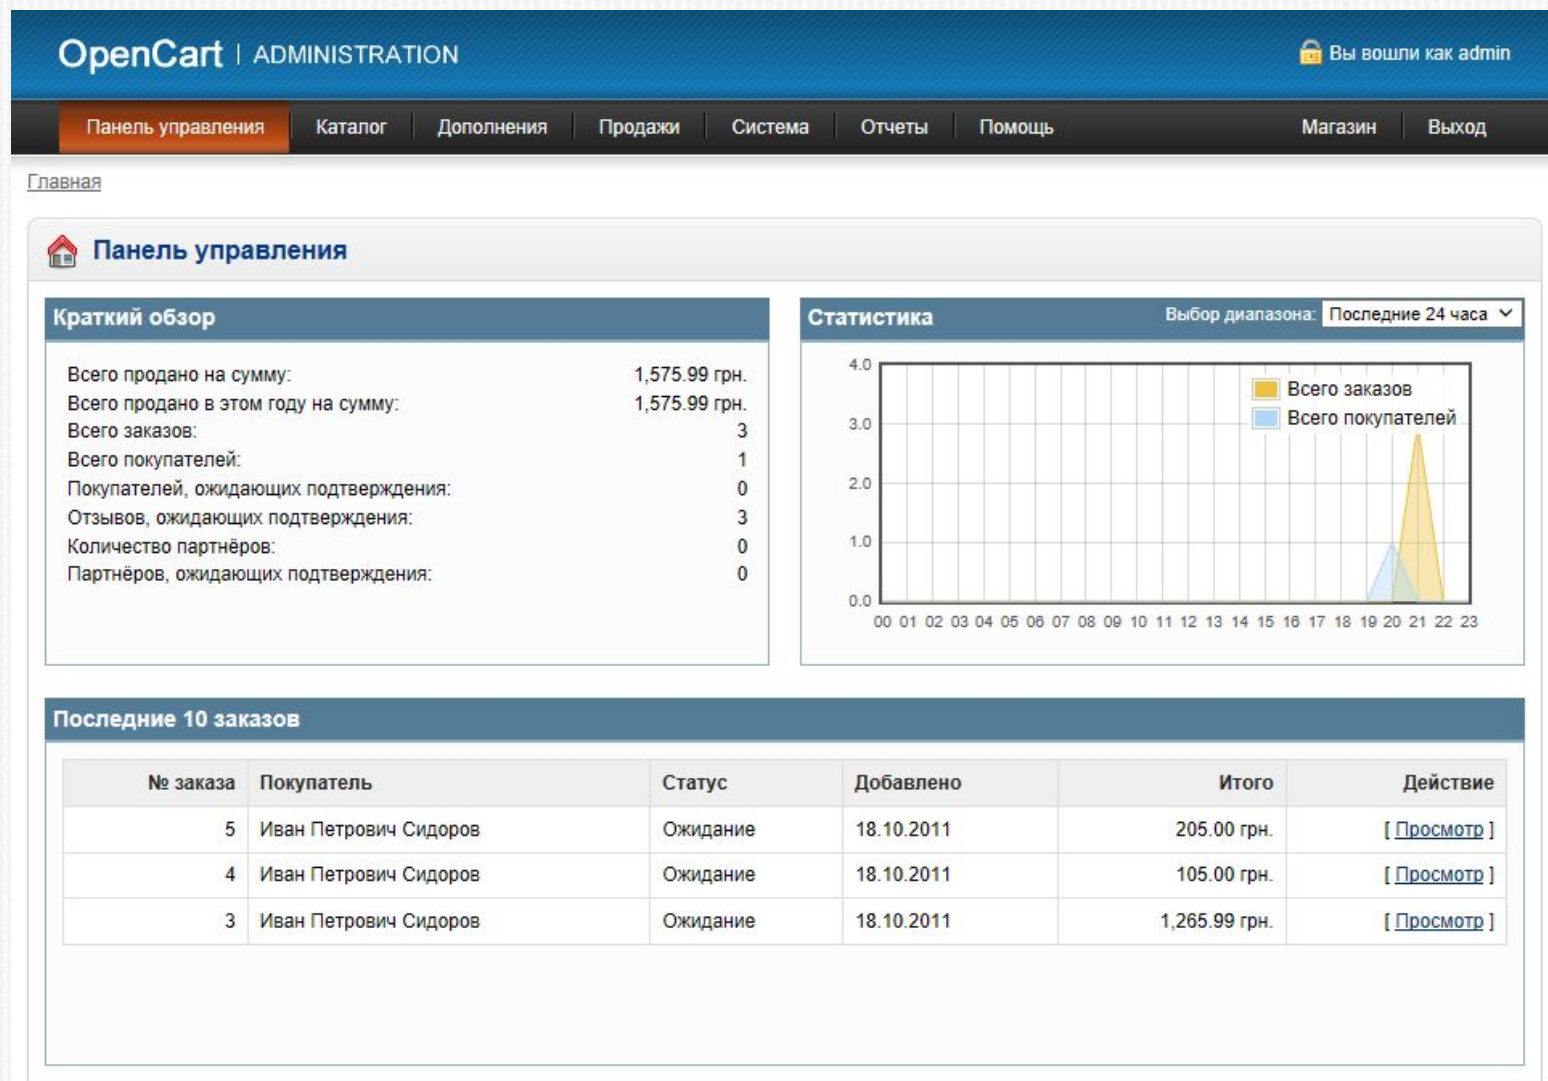 OpenCart | ADMINISTRATION
Вы вошли как admin
Панель управления Каталог Дополнения Продажи Система Отчеты Помощь Магазин Выход
Главная
Панель управления
Краткий обзор
Всего продано на сумму: 1,575.99 грн.
Всего продано в этом году на сумму: 1,575.99 грн.
Всего заказов: 3
Всего покупателей: 1
Покупателей, ожидающих подтверждения: 0
Отзывов, ожидающих подтверждения: 3
Количество партнёров: 0
Партнёров, ожидающих подтверждения: 0
Статистика Выбор диапазона: Последние 24 часа
Всего заказов
Всего покупателей
4.0
3.0
2.0
1.0
0.0
00 01 02 03 04 05 06 07 08 09 10 11 12 13 14 15 16 17 18 19 20 21 22 23
Последние 10 заказов
№ заказа Покупатель Статус Добавлено Итого Действие
5 Иван Петрович Сидоров Ожидание 18.10.2011 205.00 грн. [ Просмотр ]
4 Иван Петрович Сидоров Ожидание 18.10.2011 105.00 грн. [ Просмотр ]
3 Иван Петрович Сидоров Ожидание 18.10.2011 1,265.99 грн. [ Просмотр ]